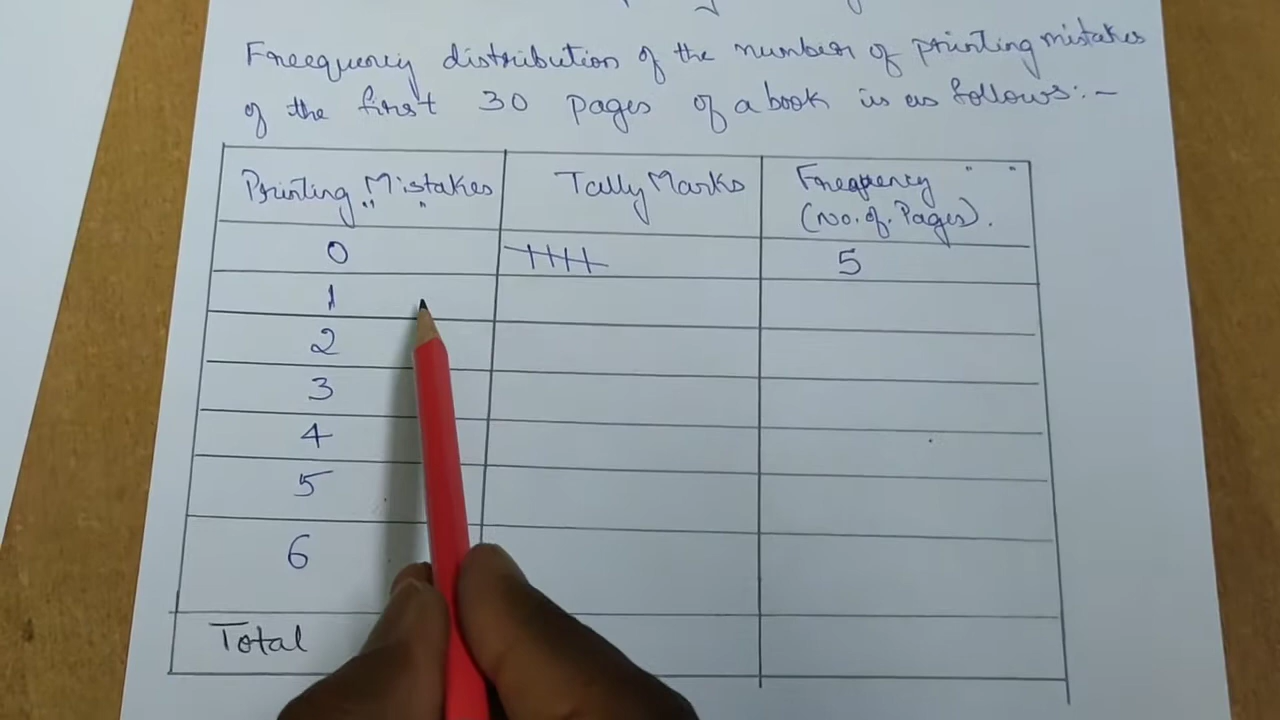 Freequency distribution of the number of printing mistakes
of the first 30 pages of a book is as follows:-
Printing Mistakes Tally Marks Frequency
(No. of. Pages).
0 5
1
2
3
4
5
6
Total